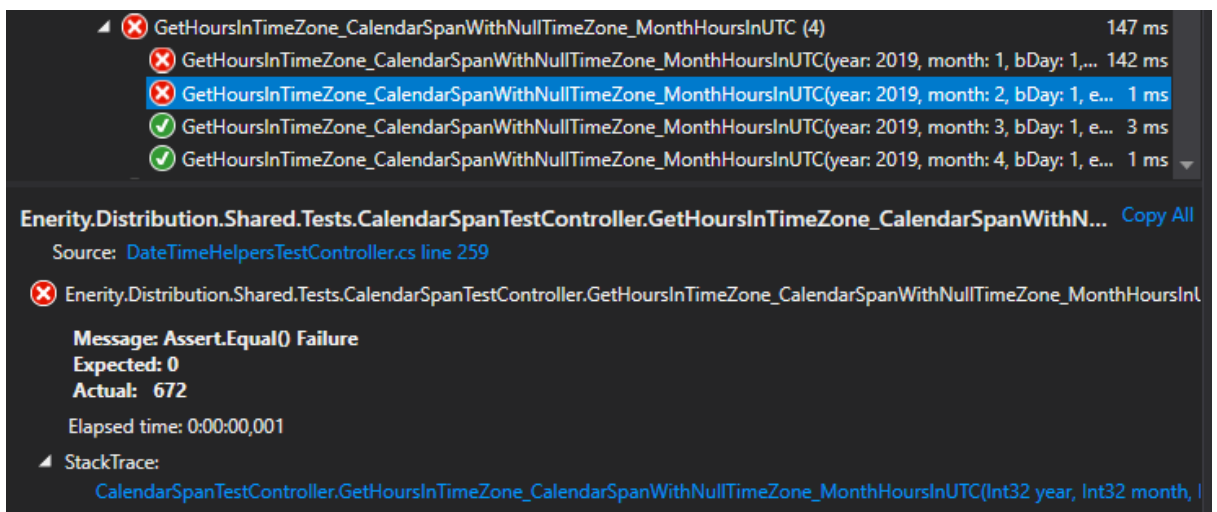 GetHoursInTimeZone_CalendarSpanWithNullTimeZone_MonthHoursInUTC (4) 147 ms
GetHoursInTimeZone_CalendarSpanWithNullTimeZone_MonthHoursInUTC(year: 2019, month: 1, bDay: 1,... 142 ms
GetHoursInTimeZone_CalendarSpanWithNullTimeZone_MonthHoursInUTC(year: 2019, month: 2, bDay: 1, e... 1 ms
GetHoursInTimeZone_CalendarSpanWithNullTimeZone_MonthHoursInUTC(year: 2019, month: 3, bDay: 1, e... 3 ms
GetHoursInTimeZone_CalendarSpanWithNullTimeZone_MonthHoursInUTC(year: 2019, month: 4, bDay: 1, e... 1 ms
Enerity.Distribution.Shared.Tests.CalendarSpanTestController.GetHoursInTimeZone_CalendarSpanWithN... Copy All
Source: DateTimeHelpersTestController.cs line 259
Enerity.Distribution.Shared.Tests.CalendarSpanTestController.GetHoursInTimeZone_CalendarSpanWithNullTimeZone_MonthHoursInU
Message: Assert.Equal() Failure
Expected: 0
Actual: 672
Elapsed time: 0:00:00,001
StackTrace:
CalendarSpanTestController.GetHoursInTimeZone_CalendarSpanWithNullTimeZone_MonthHoursInUTC(Int32 year, Int32 month,